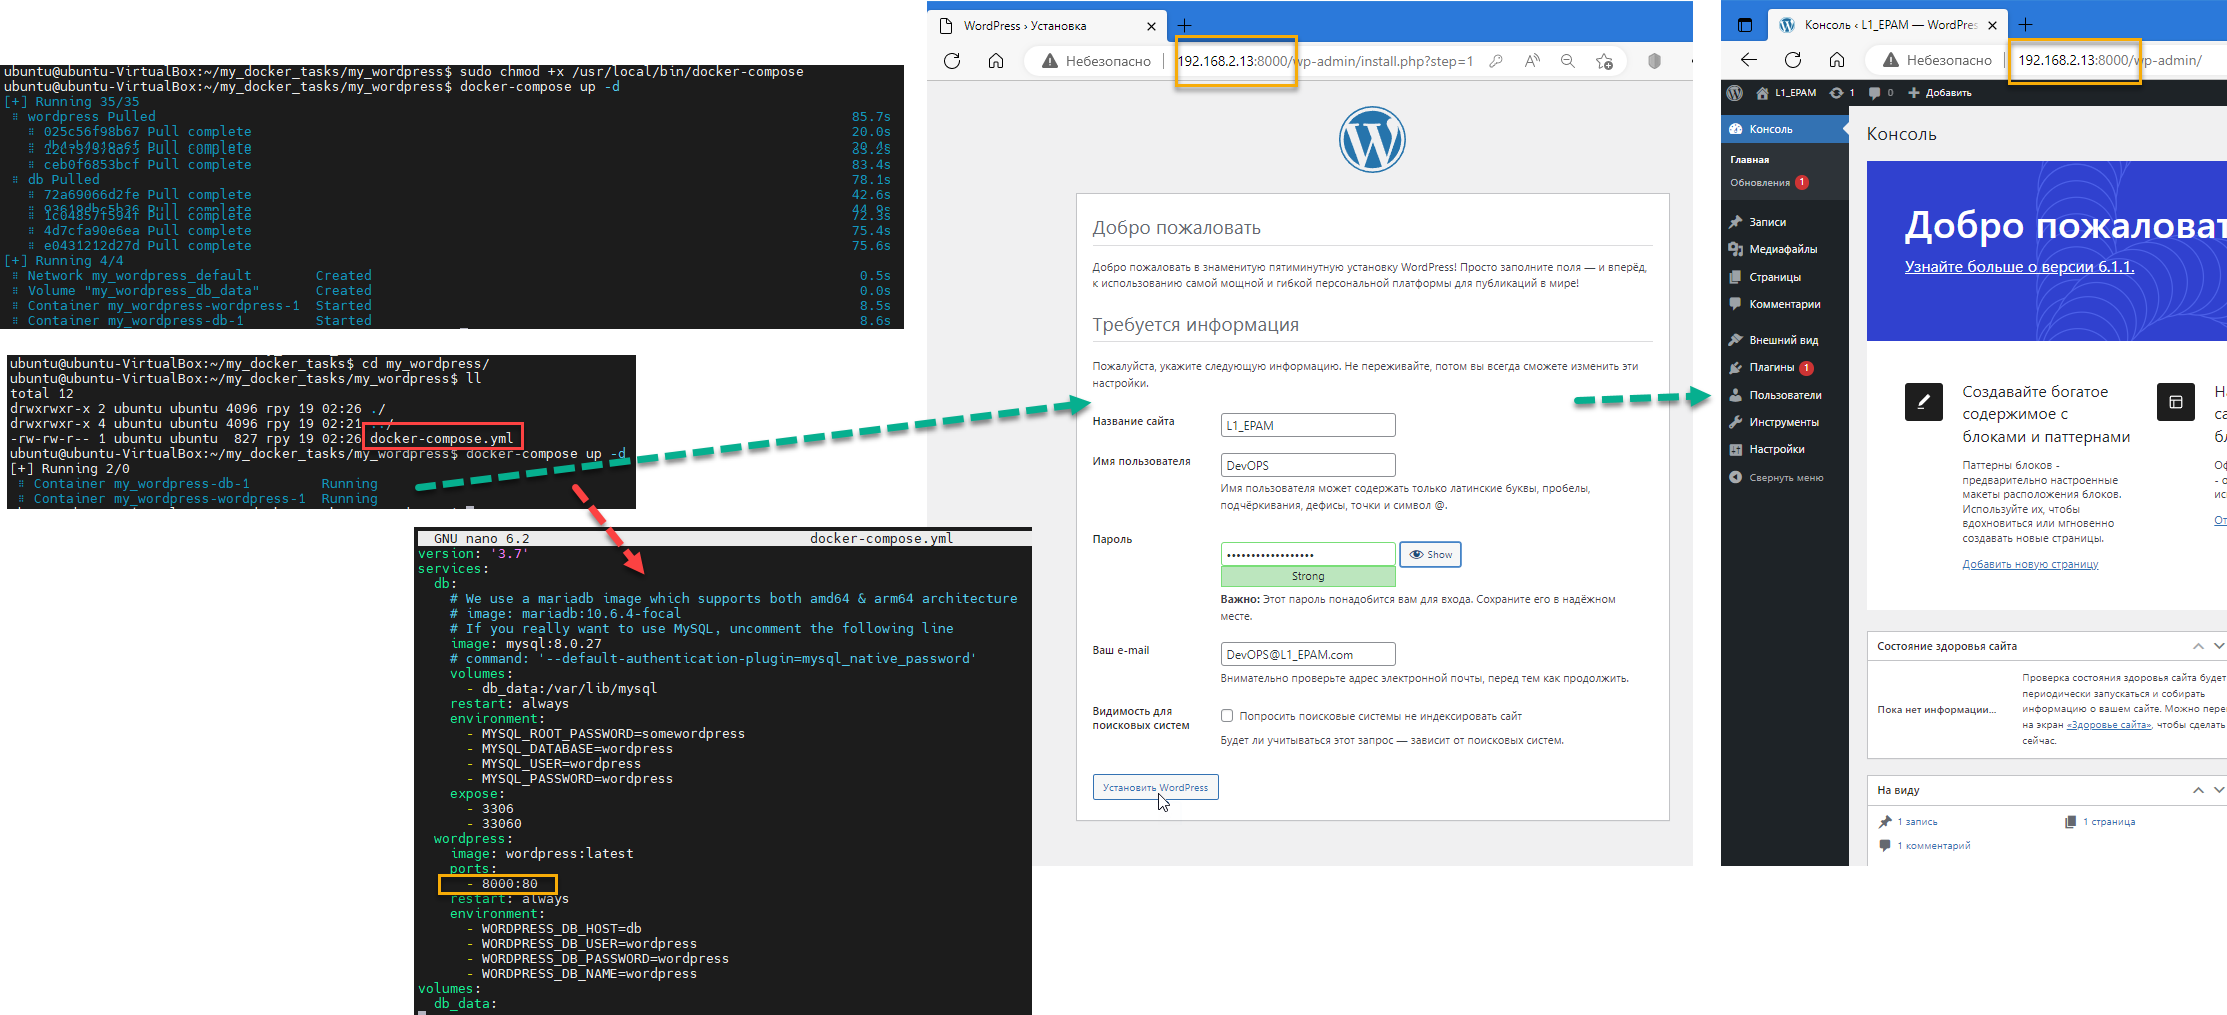 ubuntu@ubuntu-VirtualBox:~/my_docker_tasks/my_wordpress$ sudo chmod +x /usr/local/bin/docker-compose
ubuntu@ubuntu-VirtualBox:~/my_docker_tasks/my_wordpress$ docker-compose up -d
[+] Running 35/35
wordpress Pulled 85.7s
025c56f98b67 Pull complete 20.0s
ceb0f6853bcf Pull complete 83.4s
db Pulled 78.1s
72a69066d2fe Pull complete 42.6s
1c04857f594f Pull complete 72.3s
4d7cfa90e6ea Pull complete 75.4s
e0431212d27d Pull complete 75.6s
[+] Running 4/4
Network my_wordpress_default Created 0.5s
Volume "my_wordpress_db_data" Created 0.0s
Container my_wordpress-wordpress-1 Started 8.5s
Container my_wordpress-db-1 Started 8.6s
ubuntu@ubuntu-VirtualBox:~/my_docker_tasks$ cd my_wordpress/
ubuntu@ubuntu-VirtualBox:~/my_docker_tasks/my_wordpress$ ll
total 12
drwxrwxr-x 2 ubuntu ubuntu 4096 гру 19 02:26 ./
drwxrwxr-x 4 ubuntu ubuntu 4096 гру 19 02:21 ../
-rw-rw-r-- 1 ubuntu ubuntu 827 гру 19 02:26 docker-compose.yml
ubuntu@ubuntu-VirtualBox:~/my_docker_tasks/my_wordpress$ docker-compose up -d
[+] Running 2/0
Container my_wordpress-db-1 Running
Container my_wordpress-wordpress-1 Running
GNU nano 6.2 docker-compose.yml
version: '3.7'
services:
db:
# We use a mariadb image which supports both amd64 & arm64 architecture
# image: mariadb:10.6.4-focal
# If you really want to use MySQL, uncomment the following line
image: mysql:8.0.27
# command: '--default-authentication-plugin=mysql_native_password'
volumes:
- db_data:/var/lib/mysql
restart: always
environment:
- MYSQL_ROOT_PASSWORD=somewordpress
- MYSQL_DATABASE=wordpress
- MYSQL_USER=wordpress
- MYSQL_PASSWORD=wordpress
expose:
- 3306
- 33060
wordpress:
image: wordpress:latest
ports:
- 8000:80
restart: always
environment:
- WORDPRESS_DB_HOST=db
- WORDPRESS_DB_USER=wordpress
- WORDPRESS_DB_PASSWORD=wordpress
- WORDPRESS_DB_NAME=wordpress
volumes:
db_data:
WordPress › Установка
Небезопасно 192.168.2.13:8000/wp-admin/install.php?step=1
Добро пожаловать
Добро пожаловать в знаменитую пятиминутную установку WordPress! Просто заполните поля — и вперёд,
к использованию самой мощной и гибкой персональной платформы для публикаций в мире!
Требуется информация
Пожалуйста, укажите следующую информацию. Не переживайте, потом вы всегда сможете изменить эти
настройки.
Название сайта L1_EPAM
Имя пользователя DevOPS
Имя пользователя может содержать только латинские буквы, пробелы,
подчёркивания, дефисы, точки и символ @.
Пароль •••••••••••••••••• Show
Strong
Важно: Этот пароль понадобится вам для входа. Сохраните его в надёжном
месте.
Ваш e-mail DevOPS@L1_EPAM.com
Внимательно проверьте адрес электронной почты, перед тем как продолжить.
Видимость для
поисковых систем
Попросить поисковые системы не индексировать сайт
Будет ли учитываться этот запрос — зависит от поисковых систем.
Установить WordPress
Консоль ‹ L1_EPAM — WordPres
Небезопасно 192.168.2.13:8000/wp-admin/
L1_EPAM 1 0 Добавить
Консоль
Главная
Обновления 1
Записи
Медиафайлы
Страницы
Комментарии
Внешний вид
Плагины 1
Пользователи
Инструменты
Настройки
Свернуть меню
Консоль
Добро пожаловат
Узнайте больше о версии 6.1.1.
Создавайте богатое
содержимое с
блоками и паттернами
Паттерны блоков -
предварительно настроенные
макеты расположения блоков.
Используйте их, чтобы
вдохновиться или мгновенно
создавать новые страницы.
Добавить новую страницу
Состояние здоровья сайта
Пока нет информации...
Проверка состояния здоровья сайта будет
периодически запускаться и собирать
информацию о вашем сайте. Можно пере
на экран «Здоровье сайта», чтобы сделать
сейчас.
На виду
1 запись 1 страница
1 комментарий